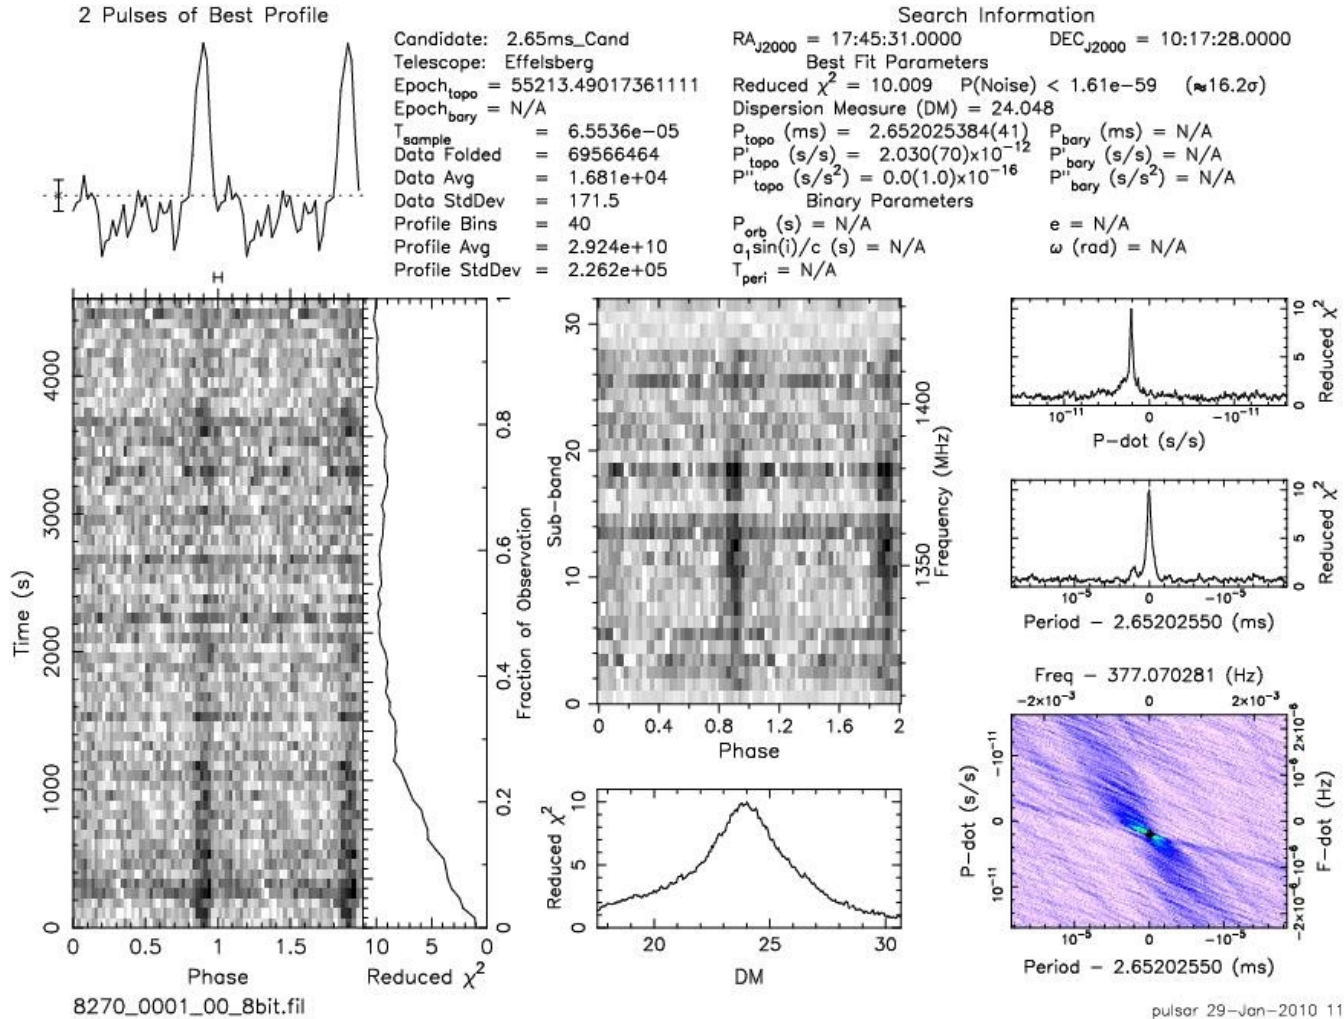 2 Pulses of Best Profile
Search Information
Candidate: 2.65ms_Cand
Telescope: Effelsberg
Epoch_topo = 55213.49017361111
Epoch_bary = N/A
T_sample = 6.5536e-05
Data Folded = 69566464
Data Avg = 1.681e+04
Data StdDev = 171.5
Profile Bins = 40
Profile Avg = 2.924e+10
Profile StdDev = 2.262e+05
RA_J2000 = 17:45:31.0000 DEC_J2000 = 10:17:28.0000
Best Fit Parameters
Reduced χ² = 10.009 P(Noise) < 1.61e-59 (≈16.2σ)
Dispersion Measure (DM) = 24.048
P_topo (ms) = 2.652025384(41) P_bary (ms) = N/A
P'_topo (s/s) = 2.030(70)×10⁻¹² P'_bary (s/s) = N/A
P''_topo (s/s²) = 0.0(1.0)×10⁻¹⁶ P''_bary (s/s²) = N/A
Binary Parameters
P_orb (s) = N/A e = N/A
a₁sin(i)/c (s) = N/A ω (rad) = N/A
T_peri = N/A
Time (s)
0 1000 2000 3000 4000
0 0.5 1 1.5
Phase
10 5 0
Reduced χ²
0 0.2 0.4 0.6 0.8 1
Fraction of Observation
Sub-band
0 10 20 30
1350 1400
Frequency (MHz)
0 0.4 0.8 1.2 1.6 2
Phase
Reduced χ²
0 5 10
20 22 24 26 28 30
DM
0 5 10
Reduced χ²
10⁻¹¹ 0 -10⁻¹¹
P-dot (s/s)
0 5 10
Reduced χ²
10⁻⁵ 0 -10⁻⁵
Period - 2.65202550 (ms)
Freq - 377.070281 (Hz)
-2×10⁻³ 0 2×10⁻³
P-dot (s/s)
-10⁻¹¹ 0 10⁻¹¹
2×10⁻⁶ 10⁻⁶ 0 -10⁻⁶ -2×10⁻⁶
F-dot (Hz)
10⁻⁵ 0 -10⁻⁵
Period - 2.65202550 (ms)
8270_0001_00_8bit.fil
pulsar 29-Jan-2010 11